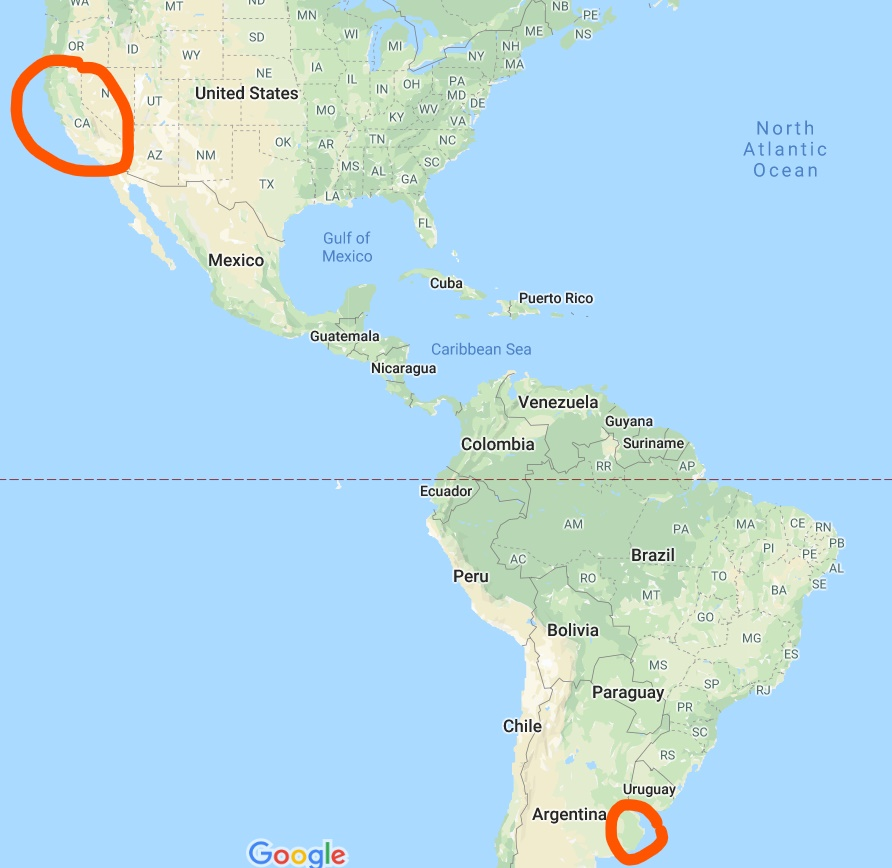 WA
MT
ND
MN
NB
PE
NS
OR
ID
WY
SD
WI
MI
ME
NH
NY
MA
NE
IA
IL
IN
OH
PA
MD
DE
United States
N
UT
CA
MO
KY
WV
VA
AZ
NM
OK
AR
TN
NC
MS
AL
GA
SC
TX
LA
FL
North
Atlantic
Ocean
Gulf of
Mexico
Mexico
Cuba
Puerto Rico
Guatemala
Caribbean Sea
Nicaragua
Venezuela
Guyana
Suriname
Colombia
RR
AP
Ecuador
AM
PA
MA
CE
RN
PB
PI
PE
AL
SE
Brazil
AC
RO
TO
BA
Peru
MT
GO
Bolivia
MG
ES
MS
SP
RJ
Paraguay
PR
SC
Chile
RS
Uruguay
Argentina
Google